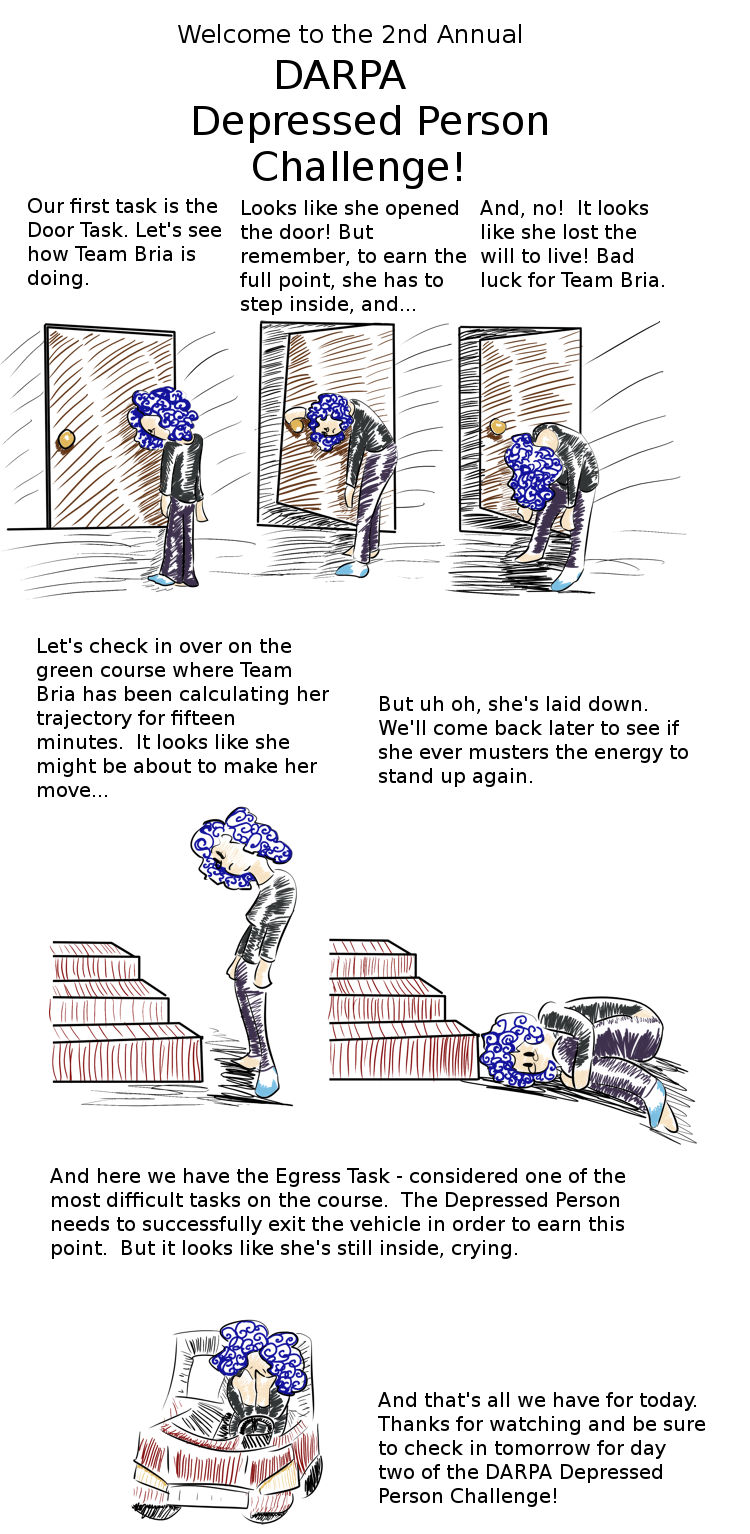 Welcome to the 2nd Annual
DARPA
Depressed Person
Challenge!
Our first task is the
Door Task. Let's see
how Team Bria is
doing.
Looks like she opened
the door! But
remember, to earn the
full point, she has to
step inside, and...
And, no!  It looks
like she lost the
will to live! Bad
luck for Team Bria.
Let's check in over on the
green course where Team
Bria has been calculating her
trajectory for fifteen
minutes.  It looks like she
might be about to make her
move...
But uh oh, she's laid down.
We'll come back later to see if
she ever musters the energy to
stand up again.
And here we have the Egress Task - considered one of the
most difficult tasks on the course.  The Depressed Person
needs to successfully exit the vehicle in order to earn this
point.  But it looks like she's still inside, crying.
And that's all we have for today.
Thanks for watching and be sure
to check in tomorrow for day
two of the DARPA Depressed
Person Challenge!